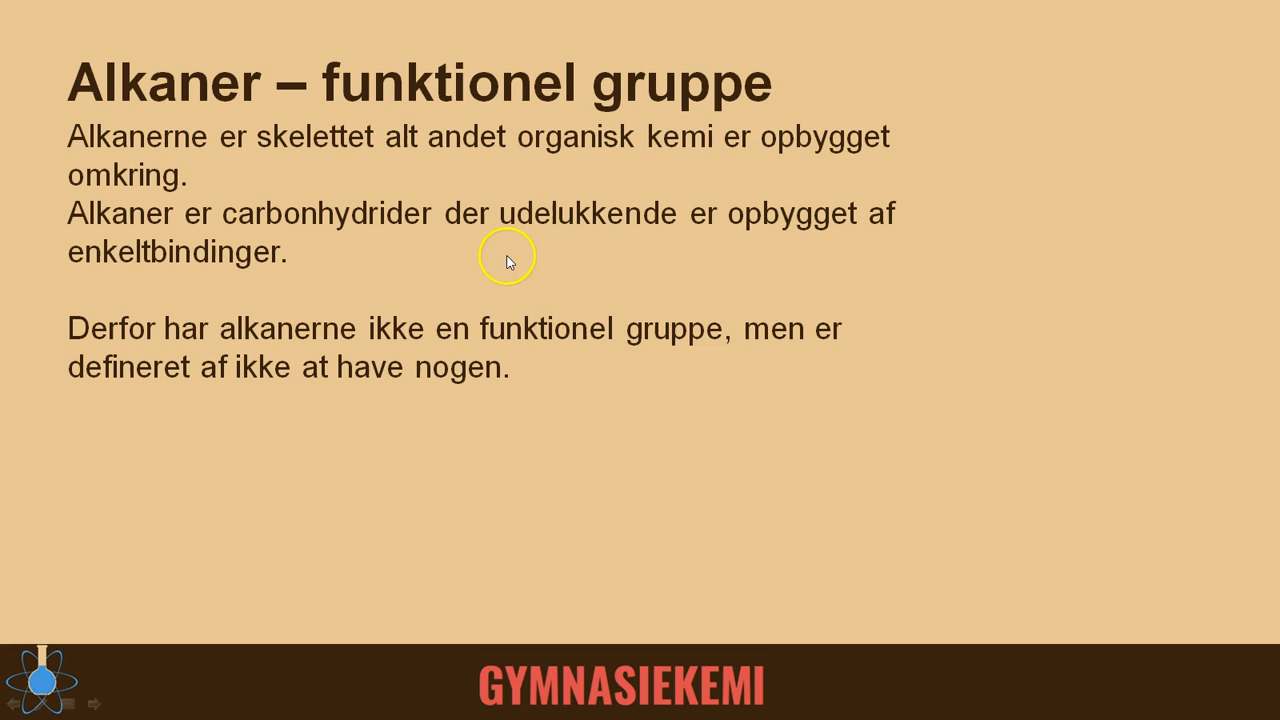 Alkaner – funktionel gruppe
Alkanerne er skelettet alt andet organisk kemi er opbygget
omkring.
Alkaner er carbonhydrider der udelukkende er opbygget af
enkeltbindinger.
Derfor har alkanerne ikke en funktionel gruppe, men er
defineret af ikke at have nogen.
GYMNASIEKEMI